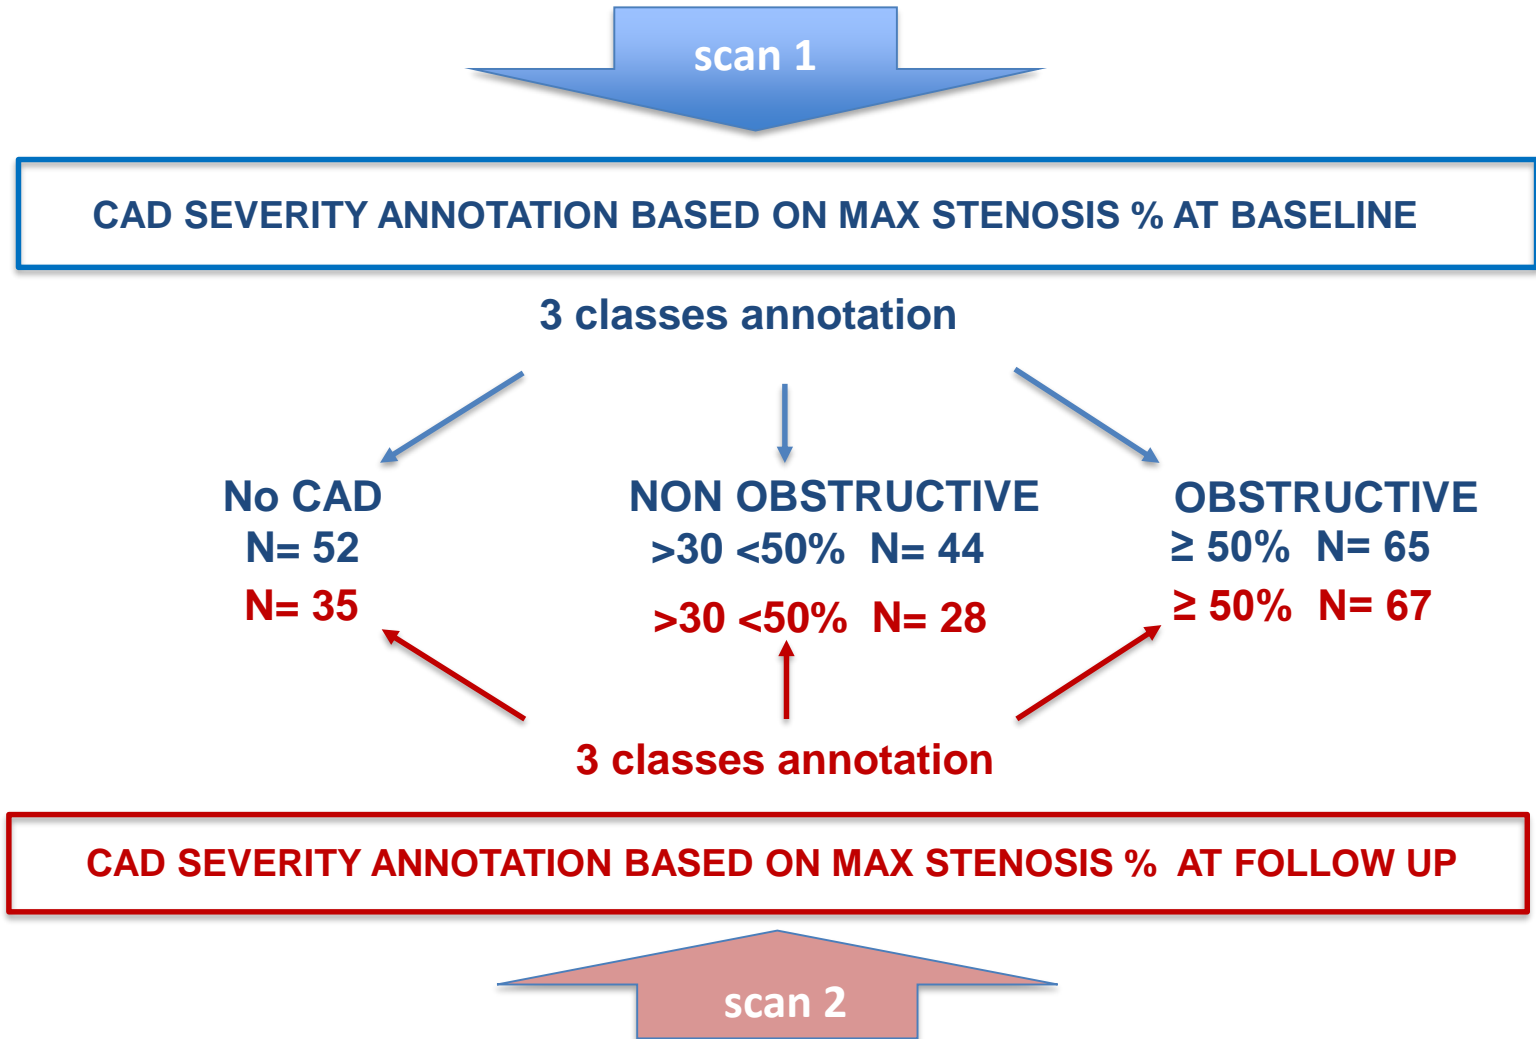 scan 1
CAD SEVERITY ANNOTATION BASED ON MAX STENOSIS % AT BASELINE
3 classes annotation
No CAD
N= 52
N= 35
NON OBSTRUCTIVE
>30 <50% N= 44
>30 <50% N= 28
OBSTRUCTIVE
≥ 50% N= 65
≥ 50% N= 67
3 classes annotation
CAD SEVERITY ANNOTATION BASED ON MAX STENOSIS % AT FOLLOW UP
scan 2